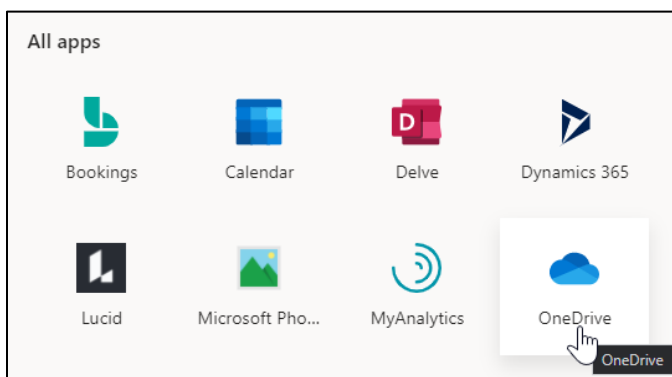 All apps
Bookings
Calendar
Delve
Dynamics 365
Lucid
Microsoft Pho...
MyAnalytics
OneDrive
OneDrive